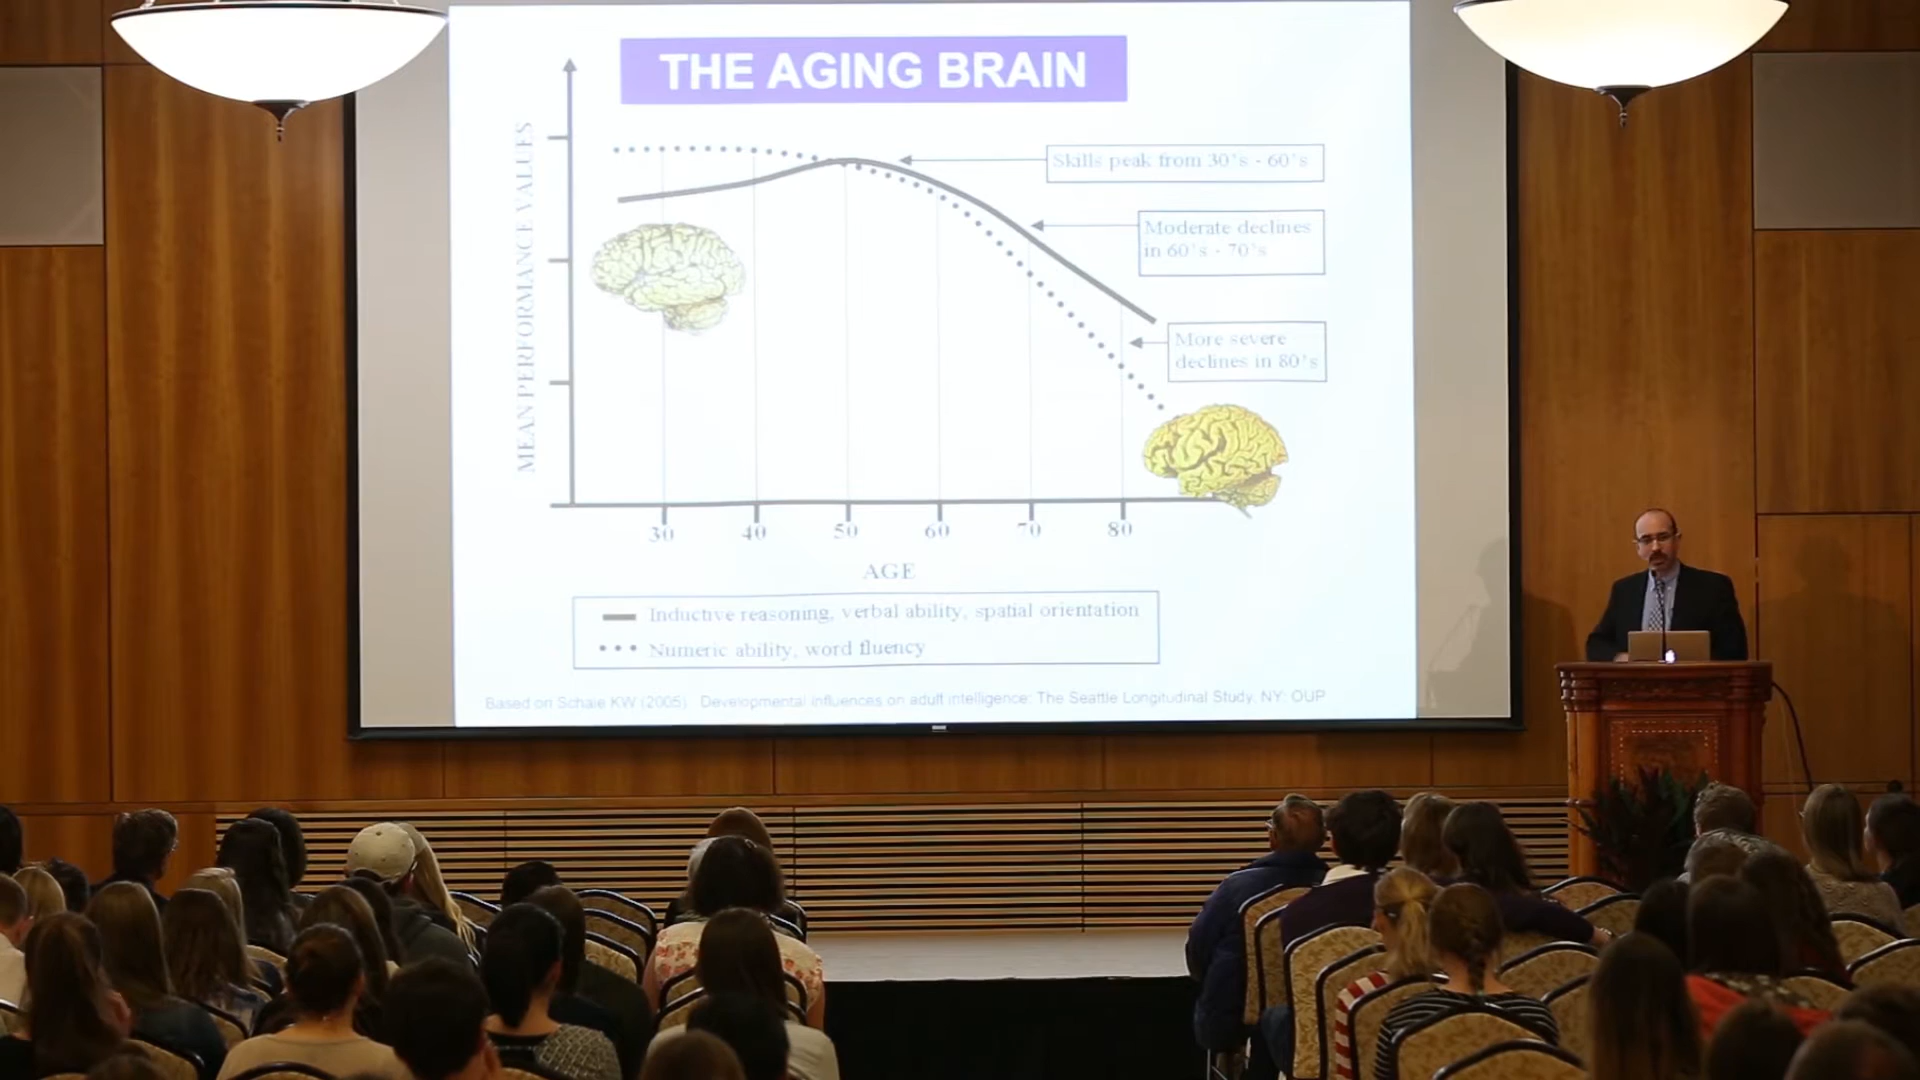 THE AGING BRAIN
MEAN PERFORMANCE VALUES
Skills peak from 30's - 60's
Moderate declines
in 60's - 70's
More severe
declines in 80's
30 40 50 60 70 80
AGE
Inductive reasoning, verbal ability, spatial orientation
Numeric ability, word fluency
Based on Schaie KW (2005) Developmental influences on adult intelligence: The Seattle Longitudinal Study. NY: OUP